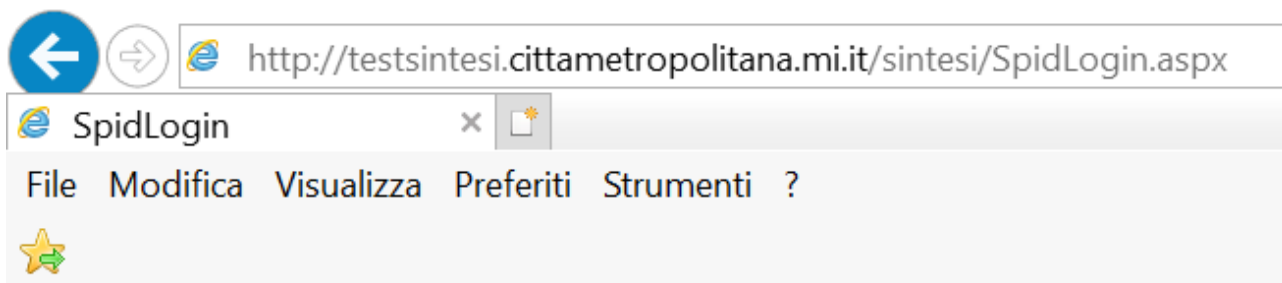 http://testsintesi.cittametropolitana.mi.it/sintesi/SpidLogin.aspx
SpidLogin
File Modifica Visualizza Preferiti Strumenti ?